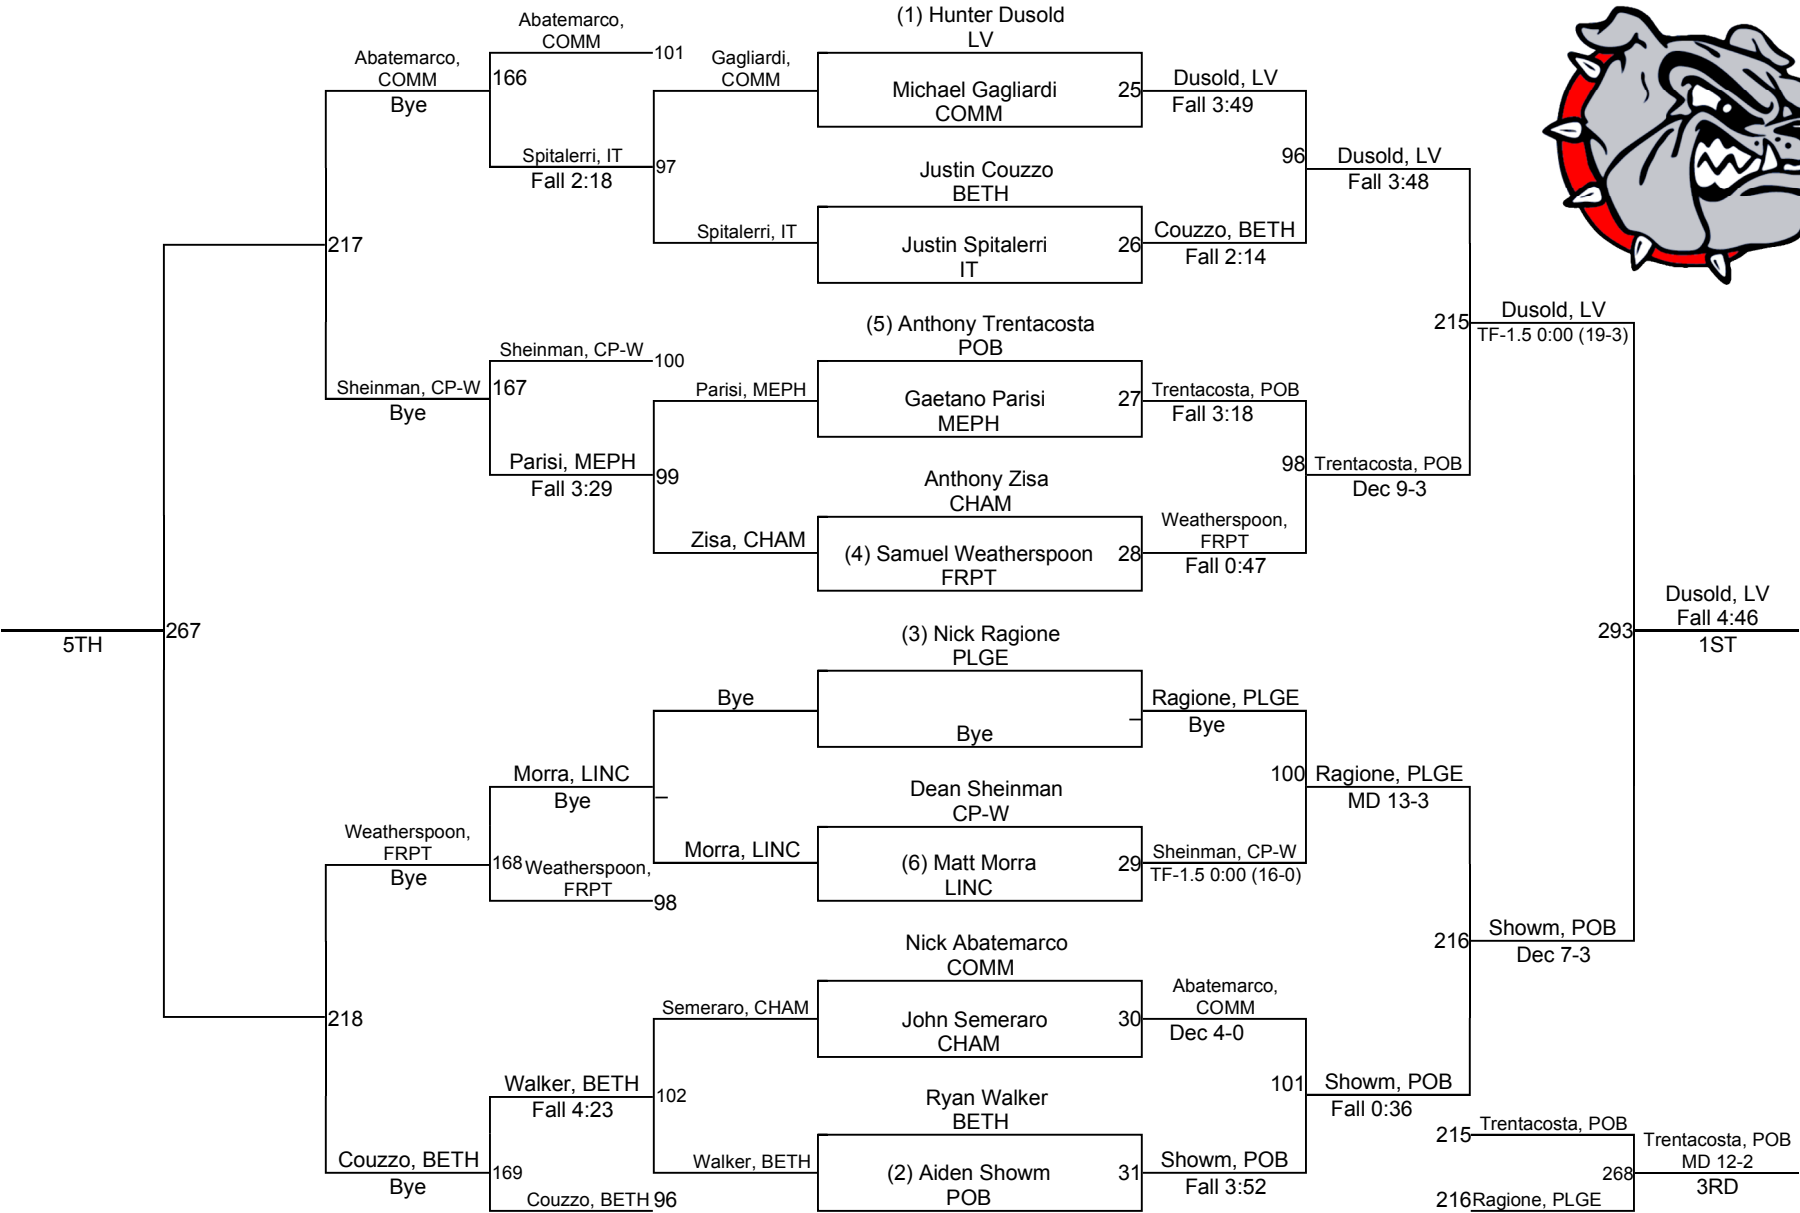 (1) Hunter Dusold
LV
Michael Gagliardi
COMM
25
Justin Couzzo
BETH
Justin Spitalerri
IT
26
(5) Anthony Trentacosta
POB
Gaetano Parisi
MEPH
27
Anthony Zisa
CHAM
(4) Samuel Weatherspoon
FRPT
28
(3) Nick Ragione
PLGE
Bye
Dean Sheinman
CP-W
(6) Matt Morra
LINC
29
Nick Abatemarco
COMM
John Semeraro
CHAM
30
Ryan Walker
BETH
(2) Aiden Showm
POB
31
Dusold, LV
Fall 3:49
Couzzo, BETH
Fall 2:14
Trentacosta, POB
Fall 3:18
Weatherspoon,
FRPT
Fall 0:47
Ragione, PLGE
Bye
Sheinman, CP-W
TF-1.5 0:00 (16-0)
Abatemarco,
COMM
Dec 4-0
Showm, POB
Fall 3:52
96
Dusold, LV
Fall 3:48
98
Trentacosta, POB
Dec 9-3
100
Ragione, PLGE
MD 13-3
101
Showm, POB
Fall 0:36
215
Dusold, LV
TF-1.5 0:00 (19-3)
216
Showm, POB
Dec 7-3
293
Dusold, LV
Fall 4:46
1ST
215
Trentacosta, POB
216
Ragione, PLGE
268
Trentacosta, POB
MD 12-2
3RD
Gagliardi,
COMM
Spitalerri, IT
Parisi, MEPH
Zisa, CHAM
Bye
Morra, LINC
Semeraro, CHAM
Walker, BETH
Abatemarco,
COMM
101
97
Spitalerri, IT
Fall 2:18
Sheinman, CP-W
100
99
Parisi, MEPH
Fall 3:29
Morra, LINC
Bye
Weatherspoon,
FRPT
98
102
Walker, BETH
Fall 4:23
Couzzo, BETH
96
166
Abatemarco,
COMM
Bye
167
Sheinman, CP-W
Bye
168
Weatherspoon,
FRPT
Bye
169
Couzzo, BETH
Bye
217
218
267
5TH